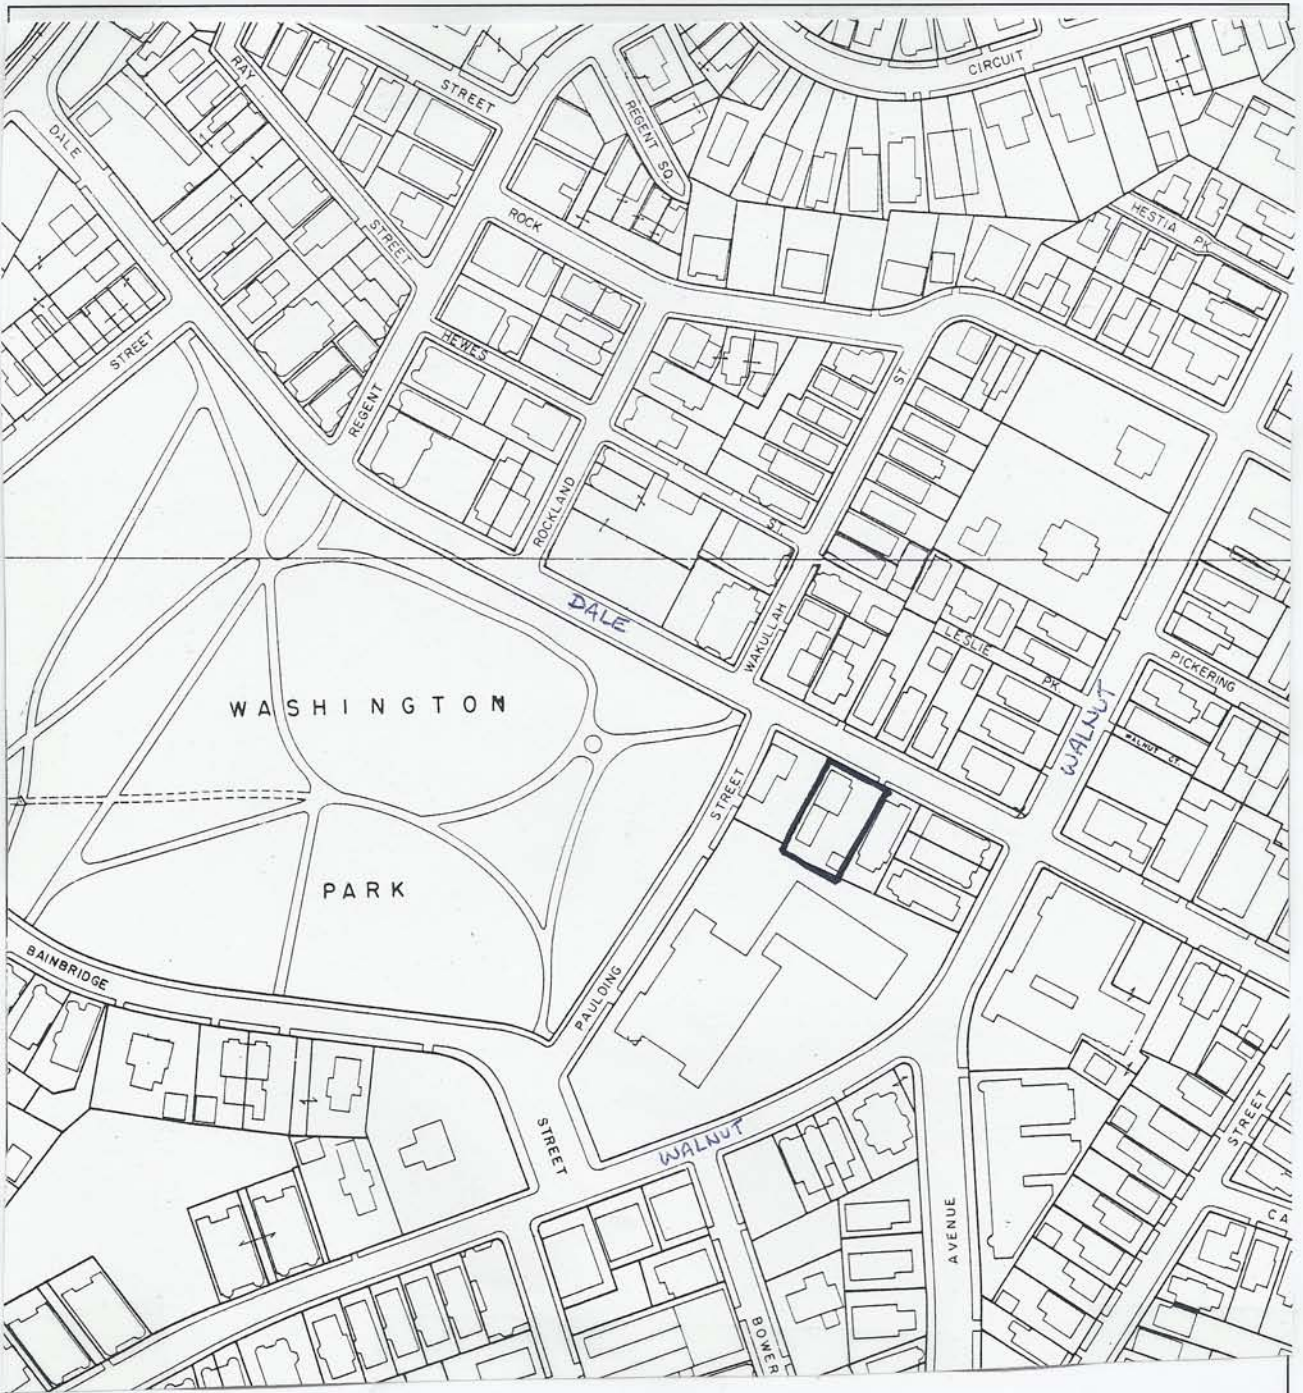 CIRCUIT
RAY
STREET
REGENT SQ.
DALE
ROCK
HESTIA PK
STREET
STREET
HEWES
ST.
REGENT
ROCKLAND
ST.
DALE
WAKULLAH
LESLIE
PK.
PICKERING
WASHINGTON
WALNUT
WALNUT CT.
STREET
PARK
BAINBRIDGE
PAULDING
STREET
STREET
WALNUT
AVENUE
CA
BOWER